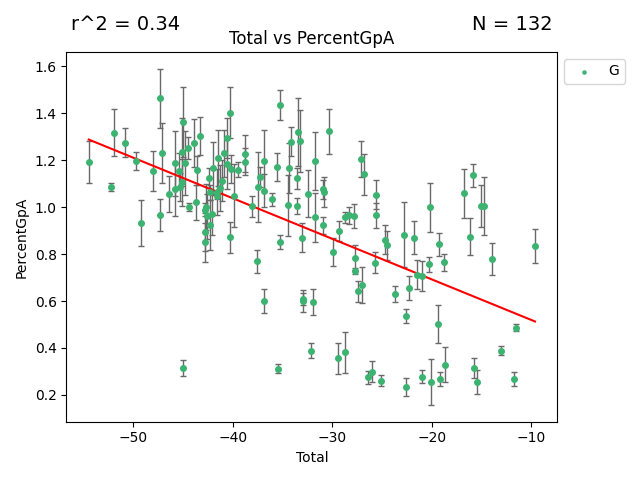 r^2 = 0.34
N = 132
Total vs PercentGpA
G
1.6
1.4
1.2
1.0
0.8
0.6
0.4
0.2
PercentGpA
−50
−40
−30
−20
−10
Total